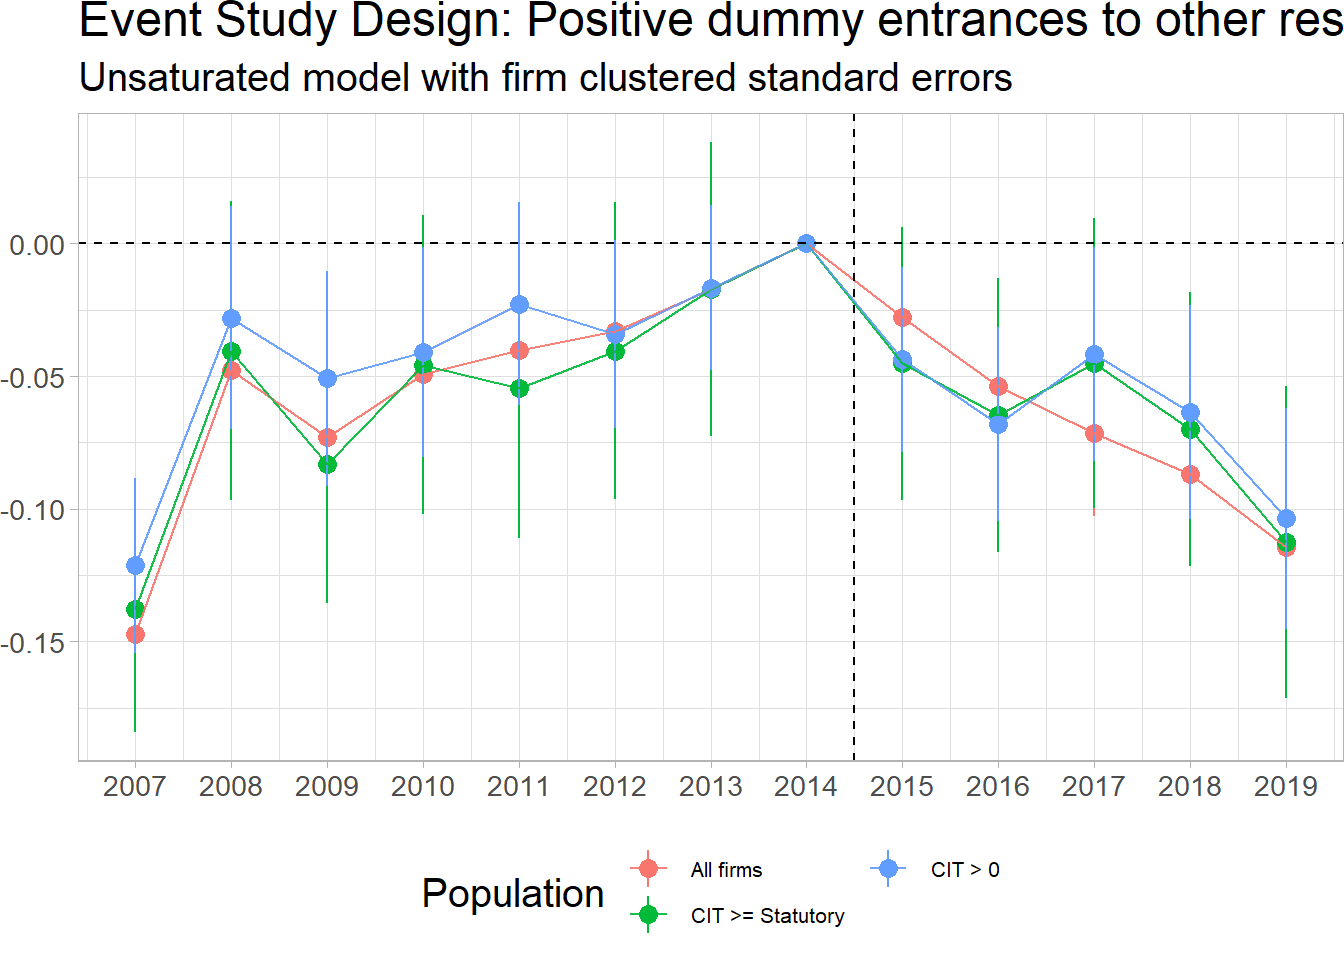 Event Study Design: Positive dummy entrances to other res
Unsaturated model with firm clustered standard errors
0.00
-0.05
-0.10
-0.15
2007 2008 2009 2010 2011 2012 2013 2014 2015 2016 2017 2018 2019
Population
All firms
CIT > 0
CIT >= Statutory